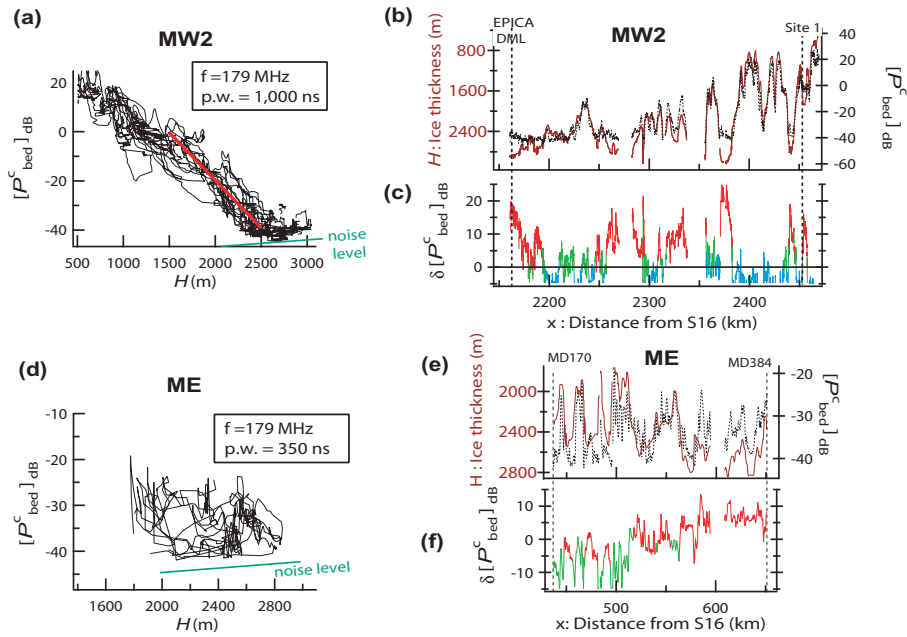 (a)
MW2
f =179 MHz
p.w. = 1,000 ns
20
0
-20
-40
[P^c_bed] dB
noise
level
500 1000 1500 2000 2500 3000
H (m)
(b)
EPICA
DML
MW2
Site 1
800
1600
2400
H: Ice thickness (m)
40
20
0
-20
-40
-60
[P^c_bed] dB
(c)
20
10
0
δ [P^c_bed] dB
2200 2300 2400
x : Distance from S16 (km)
(d)
ME
f =179 MHz
p.w. = 350 ns
-10
-20
-30
-40
[P^c_bed] dB
noise level
1600 2000 2400 2800
H (m)
(e)
MD170
ME
MD384
2000
2400
2800
H : Ice thickness (m)
-20
-30
-40
[P^c_bed] dB
(f)
10
0
-10
δ [P^c_bed] dB
500 600
x: Distance from S16 (km)